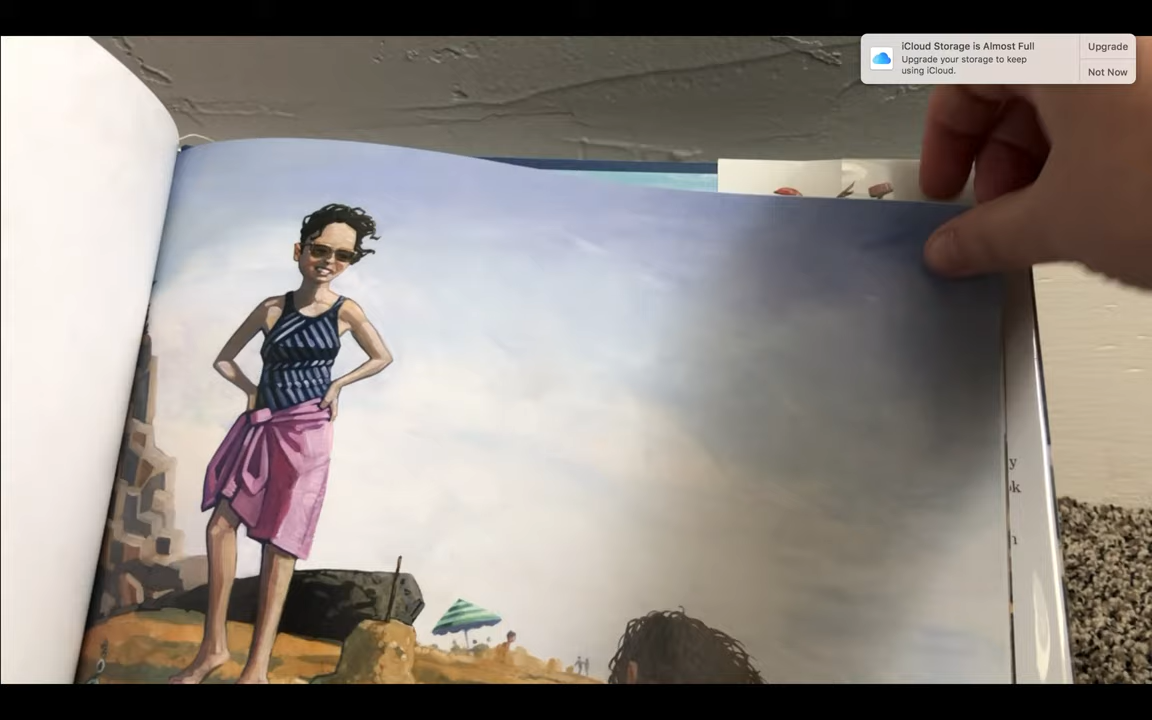 iCloud Storage is Almost Full
Upgrade your storage to keep
using iCloud.
Upgrade
Not Now
y
k
h